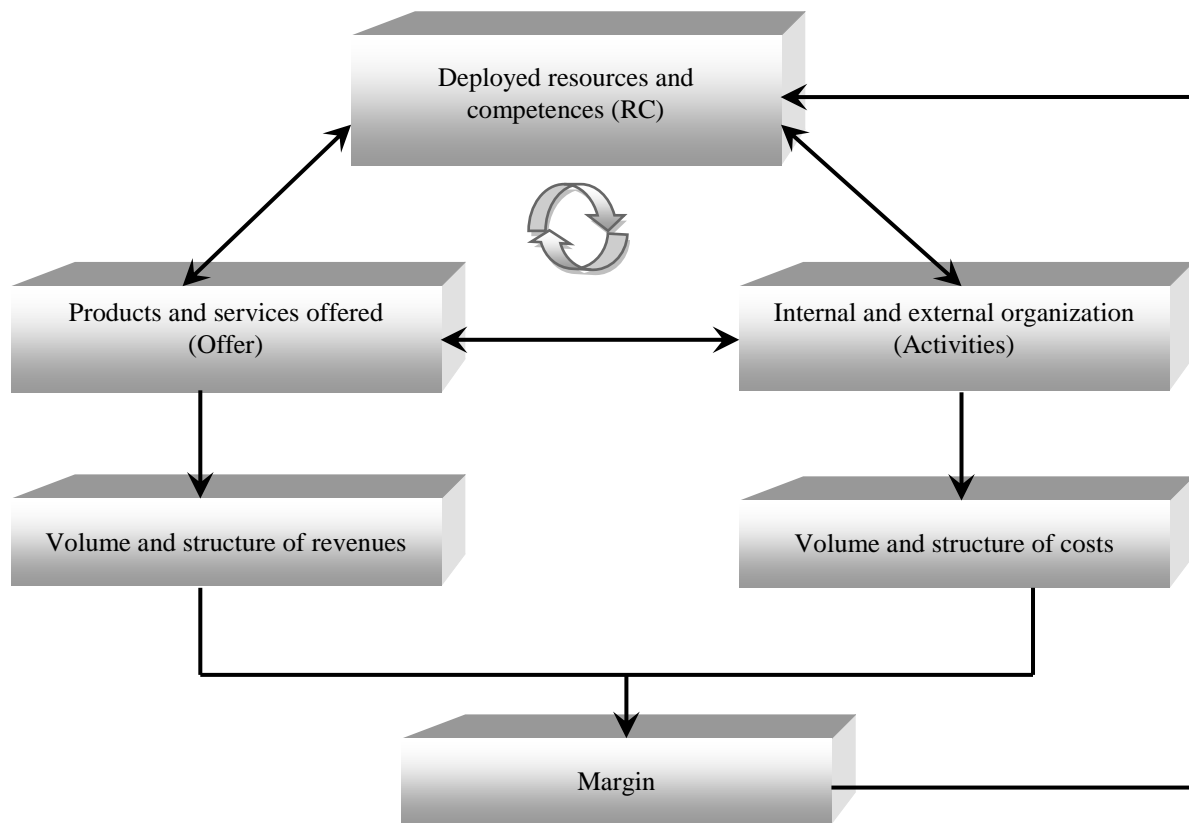 Deployed resources and
competences (RC)
Products and services offered
(Offer)
Internal and external organization
(Activities)
Volume and structure of revenues
Volume and structure of costs
Margin